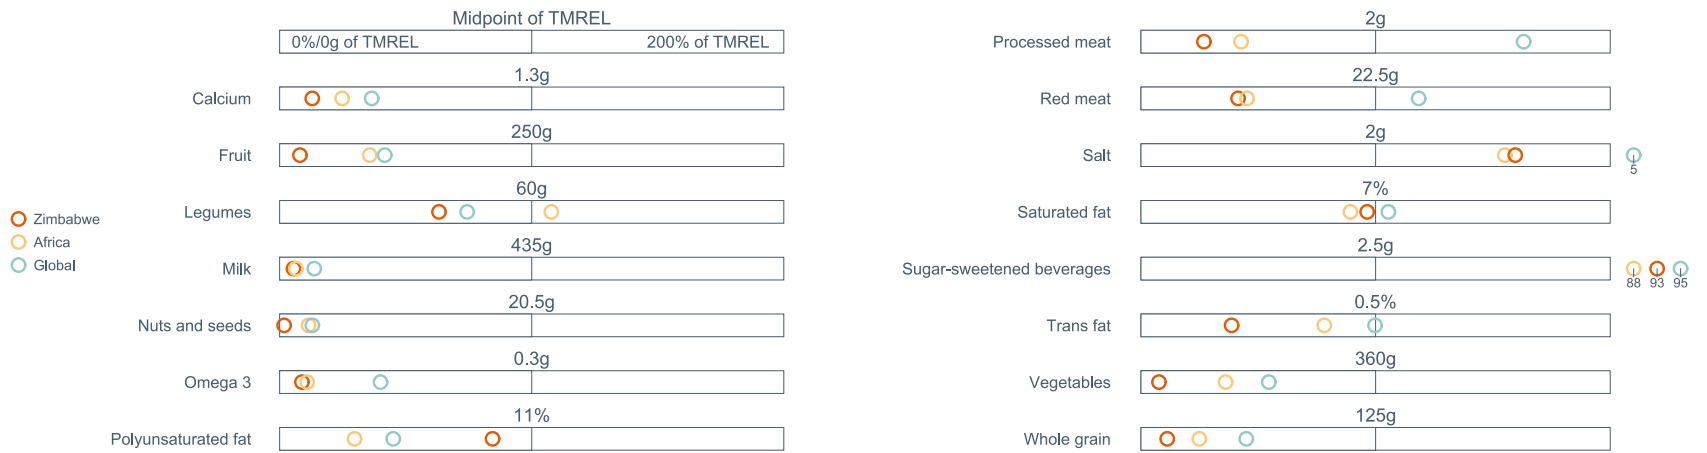 Midpoint of TMREL
0%/0g of TMREL 200% of TMREL
1.3g
Calcium
250g
Fruit
60g
Legumes
435g
Milk
20.5g
Nuts and seeds
0.3g
Omega 3
11%
Polyunsaturated fat
Zimbabwe
Africa
Global
2g
Processed meat
22.5g
Red meat
2g
Salt
5
7%
Saturated fat
2.5g
Sugar-sweetened beverages
88 93 95
0.5%
Trans fat
360g
Vegetables
125g
Whole grain